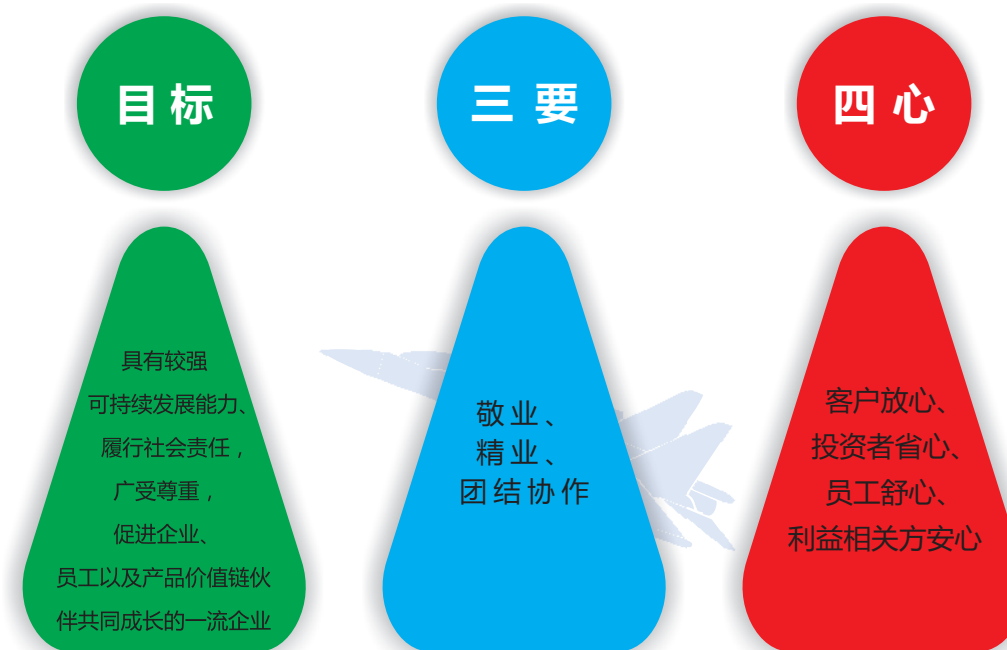 目标
具有较强
可持续发展能力、
履行社会责任，
广受尊重，
促进企业、
员工以及产品价值链伙
伴共同成长的一流企业
三要
敬业、
精业、
团结协作
四心
客户放心、
投资者省心、
员工舒心、
利益相关方安心